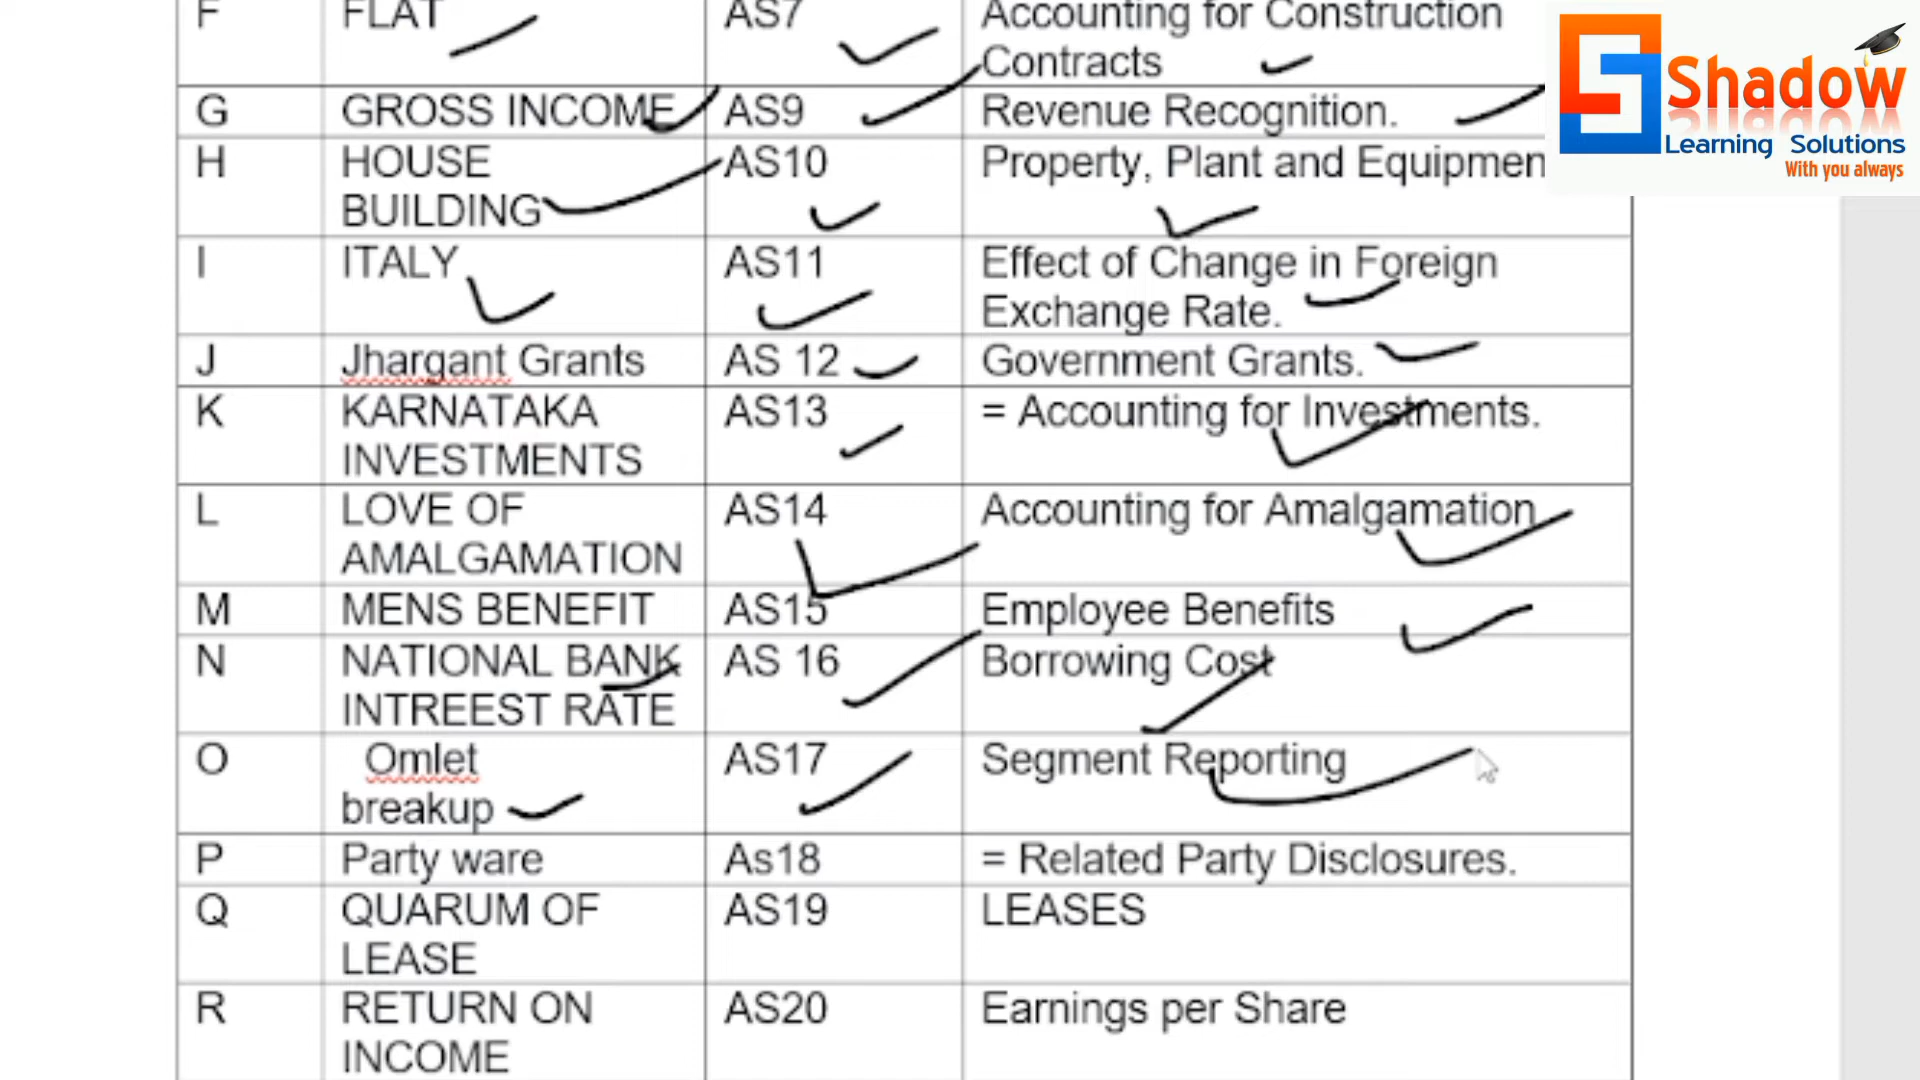 F FLAT AS7 Accounting for Construction
Contracts
G GROSS INCOME AS9 Revenue Recognition.
H HOUSE AS10 Property, Plant and Equipmen
BUILDING
I ITALY AS11 Effect of Change in Foreign
Exchange Rate.
J Jhargant Grants AS 12 Government Grants.
K KARNATAKA AS13 = Accounting for Investments.
INVESTMENTS
L LOVE OF AS14 Accounting for Amalgamation
AMALGAMATION
M MENS BENEFIT AS15 Employee Benefits
N NATIONAL BANK AS 16 Borrowing Cost
INTREEST RATE
O Omlet AS17 Segment Reporting
breakup
P Party ware As18 = Related Party Disclosures.
Q QUARUM OF AS19 LEASES
LEASE
R RETURN ON AS20 Earnings per Share
INCOME
Shadow
Learning Solutions
With you always